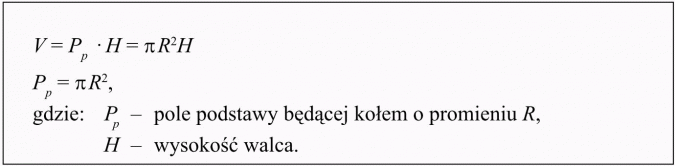 V = P_p · H = πR²H
P_p = πR²,
gdzie: P_p – pole podstawy będącej kołem o promieniu R,
H – wysokość walca.